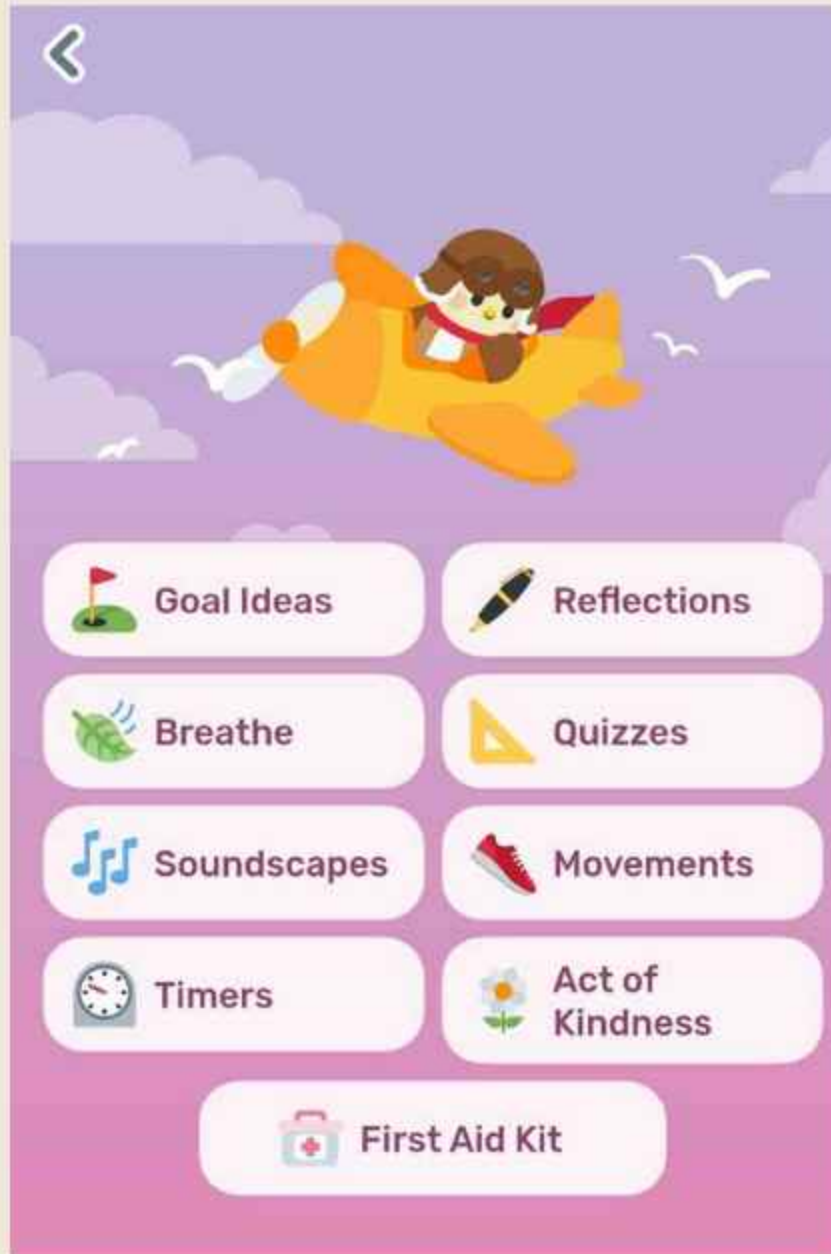 Goal Ideas
Reflections
Breathe
Quizzes
Soundscapes
Movements
Timers
Act of
Kindness
First Aid Kit